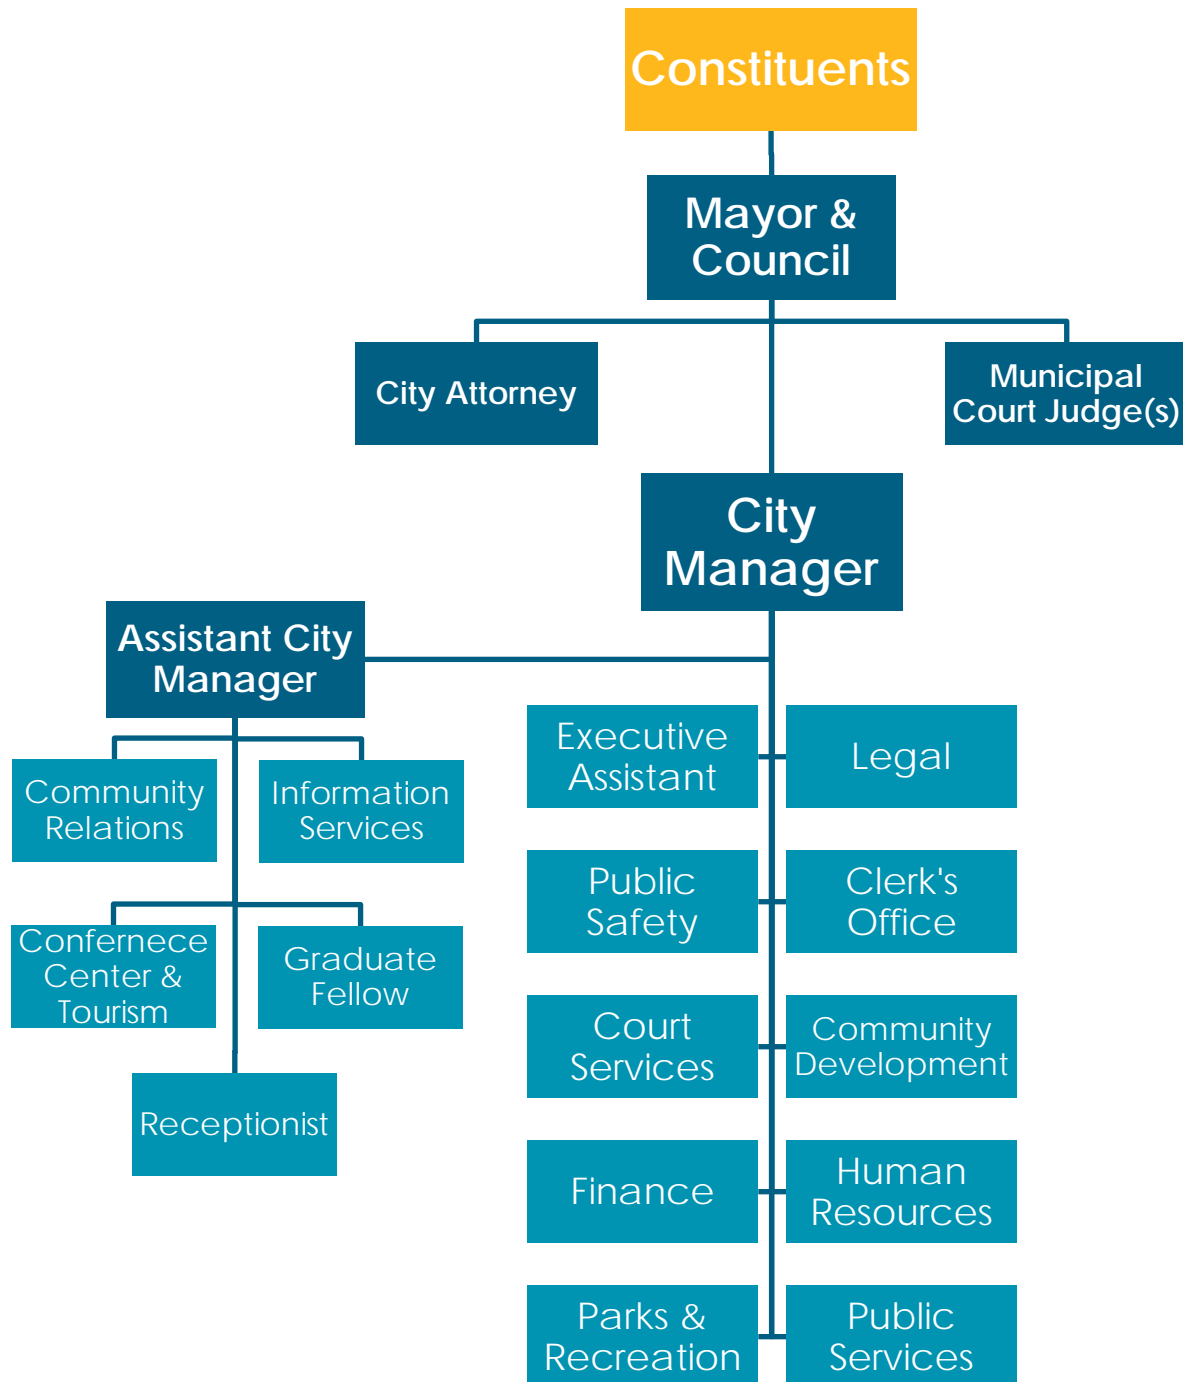 Constituents
Mayor &
Council
City Attorney
Municipal
Court Judge(s)
City
Manager
Assistant City
Manager
Community
Relations
Information
Services
Confernece
Center &
Tourism
Graduate
Fellow
Receptionist
Executive
Assistant
Legal
Public
Safety
Clerk's
Office
Court
Services
Community
Development
Finance
Human
Resources
Parks &
Recreation
Public
Services